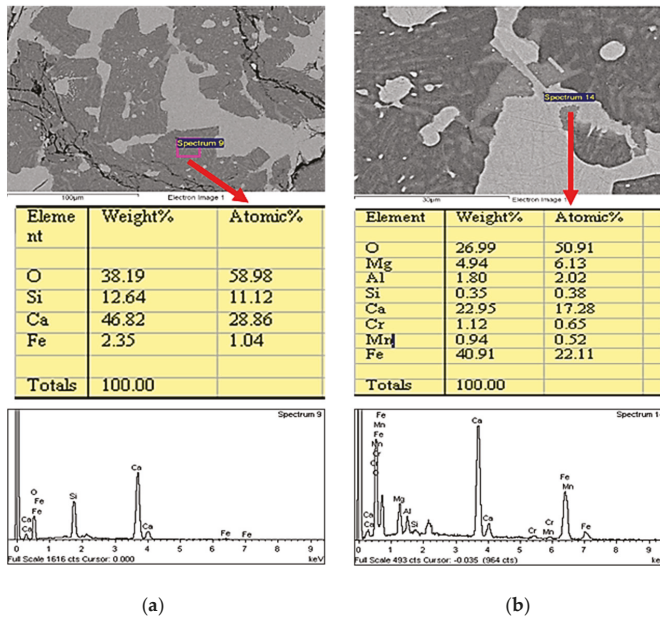 Spectrum 9
100µm Electron Image 1
Eleme
nt Weight% Atomic%
O 38.19 58.98
Si 12.64 11.12
Ca 46.82 28.86
Fe 2.35 1.04
Totals 100.00
Spectrum 9
Ca
O
Fe
Si
Ca
Ca
Fe
Ca
Fe Fe
0 1 2 3 4 5 6 7 8 9
Full Scale 1616 cts Cursor: 0.000 keV
(a)
Spectrum 14
30µm Electron Image 1
Element Weight% Atomic%
O 26.99 50.91
Mg 4.94 6.13
Al 1.80 2.02
Si 0.35 0.38
Ca 22.95 17.28
Cr 1.12 0.65
Mn 0.94 0.52
Fe 40.91 22.11
Totals 100.00
Spectrum 14
Fe
Mn
Fe
Mn
Cr
Ca
Ca
Mg
Al
Si
Ca
Ca
Cr
Cr
Mn
Fe
Mn
Fe
0 1 2 3 4 5 6 7 8 9
Full Scale 493 cts Cursor: -0.035 (964 cts) keV
(b)